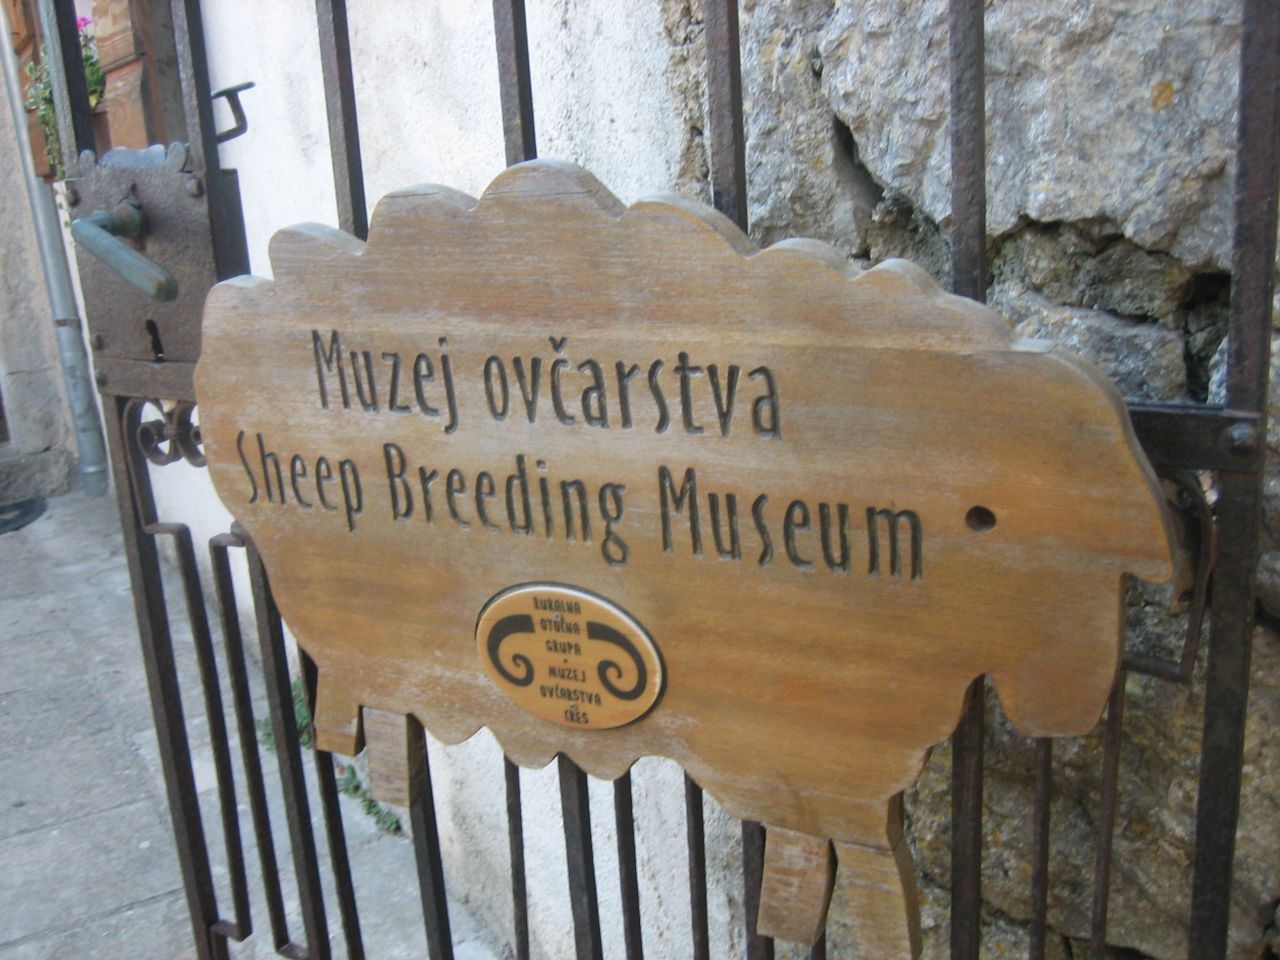 Muzej ovčarstva
Sheep Breeding Museum
RURALNA
OTOČNA
GRUPA
•
MUZEJ
OVČARSTVA
CRES